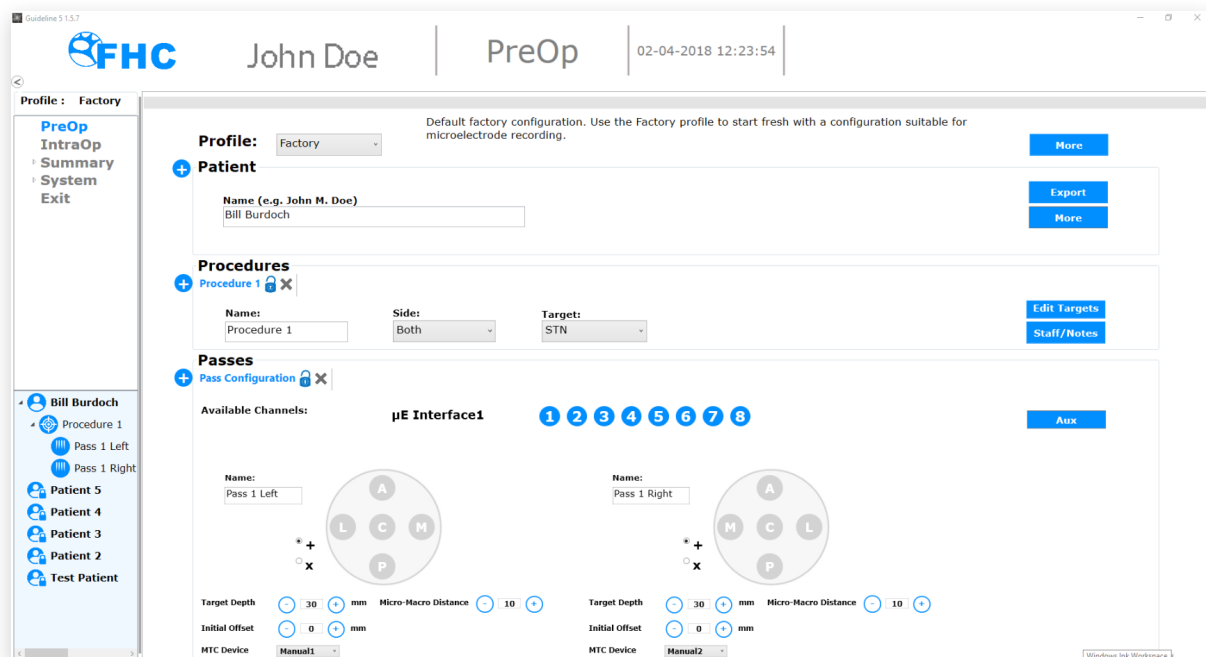 Guideline 5 1.5.7
FHC
John Doe
PreOp
02-04-2018 12:23:54
<
Profile : Factory
PreOp
IntraOp
Summary
System
Exit
Bill Burdoch
Procedure 1
Pass 1 Left
Pass 1 Right
Patient 5
Patient 4
Patient 3
Patient 2
Test Patient
Profile: Factory
Default factory configuration. Use the Factory profile to start fresh with a configuration suitable for
microelectrode recording.
More
+ Patient
Name (e.g. John M. Doe)
Bill Burdoch
Export
More
Procedures
+ Procedure 1
Name: Side: Target:
Procedure 1 Both STN
Edit Targets
Staff/Notes
Passes
+ Pass Configuration
Available Channels: µE Interface1 1 2 3 4 5 6 7 8
Aux
Name: Name:
Pass 1 Left Pass 1 Right
A A
L C M M C L
P P
+ +
x x
Target Depth - 30 + mm Micro-Macro Distance - 10 + Target Depth - 30 + mm Micro-Macro Distance - 10 +
Initial Offset - 0 + mm Initial Offset - 0 + mm
MTC Device Manual1 MTC Device Manual2
Windows Ink Workspace